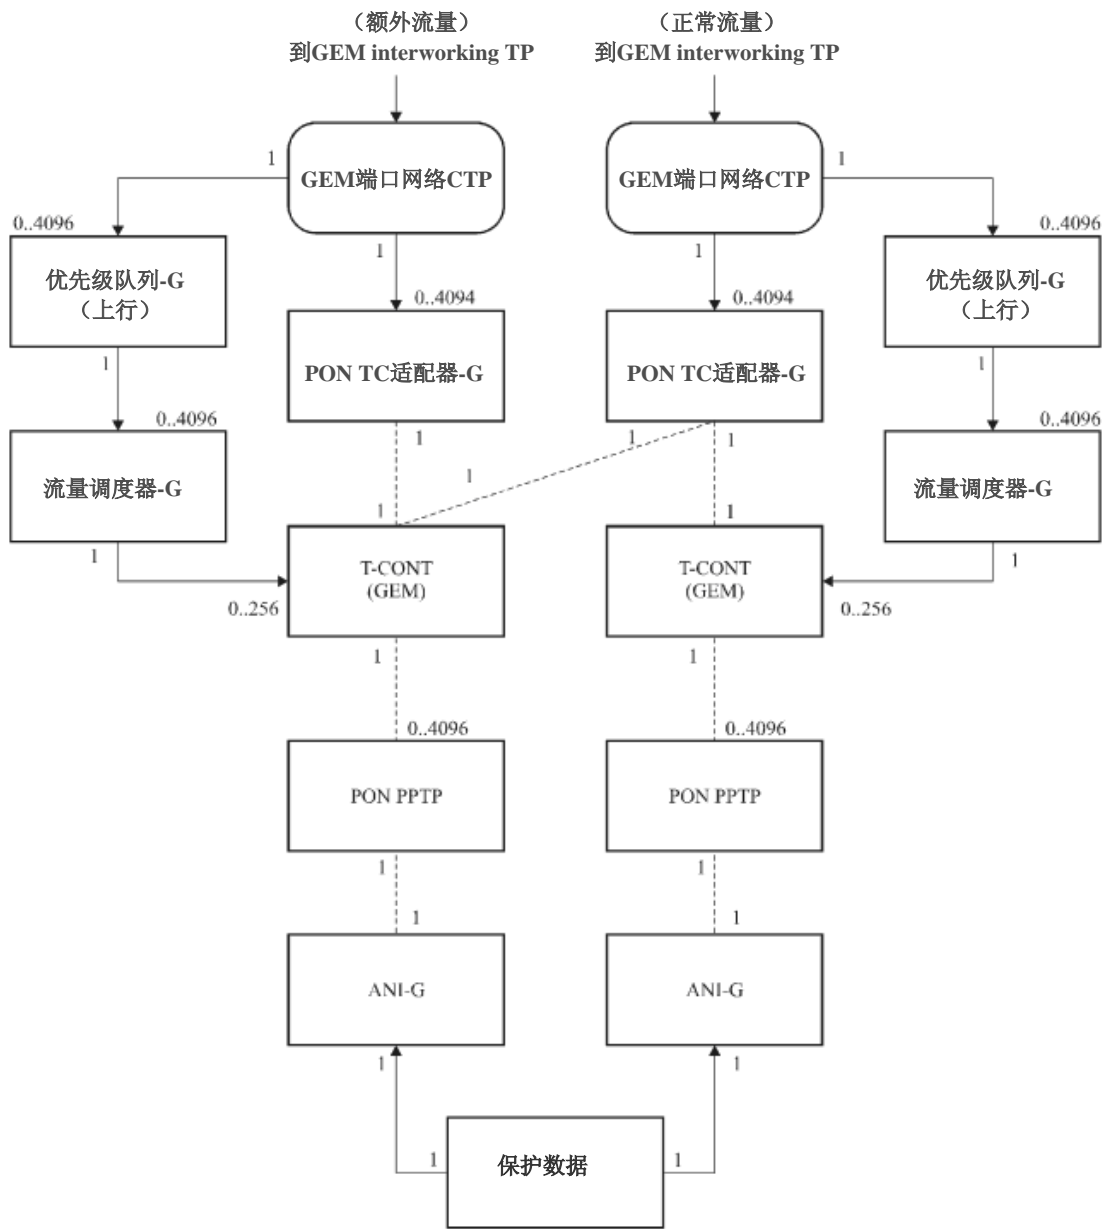 （额外流量）
到GEM interworking TP
（正常流量）
到GEM interworking TP
1
GEM端口网络CTP
GEM端口网络CTP
1
0..4096
1
1
0..4096
优先级队列-G
（上行）
0..4094
0..4094
优先级队列-G
（上行）
1
PON TC适配器-G
PON TC适配器-G
1
0..4096
1
1
1
0..4096
流量调度器-G
1
流量调度器-G
1
1
1
T-CONT
(GEM)
T-CONT
(GEM)
1
0..256
0..256
1
1
0..4096
0..4096
PON PPTP
PON PPTP
1
1
1
1
ANI-G
ANI-G
1
1
1
保护数据
1